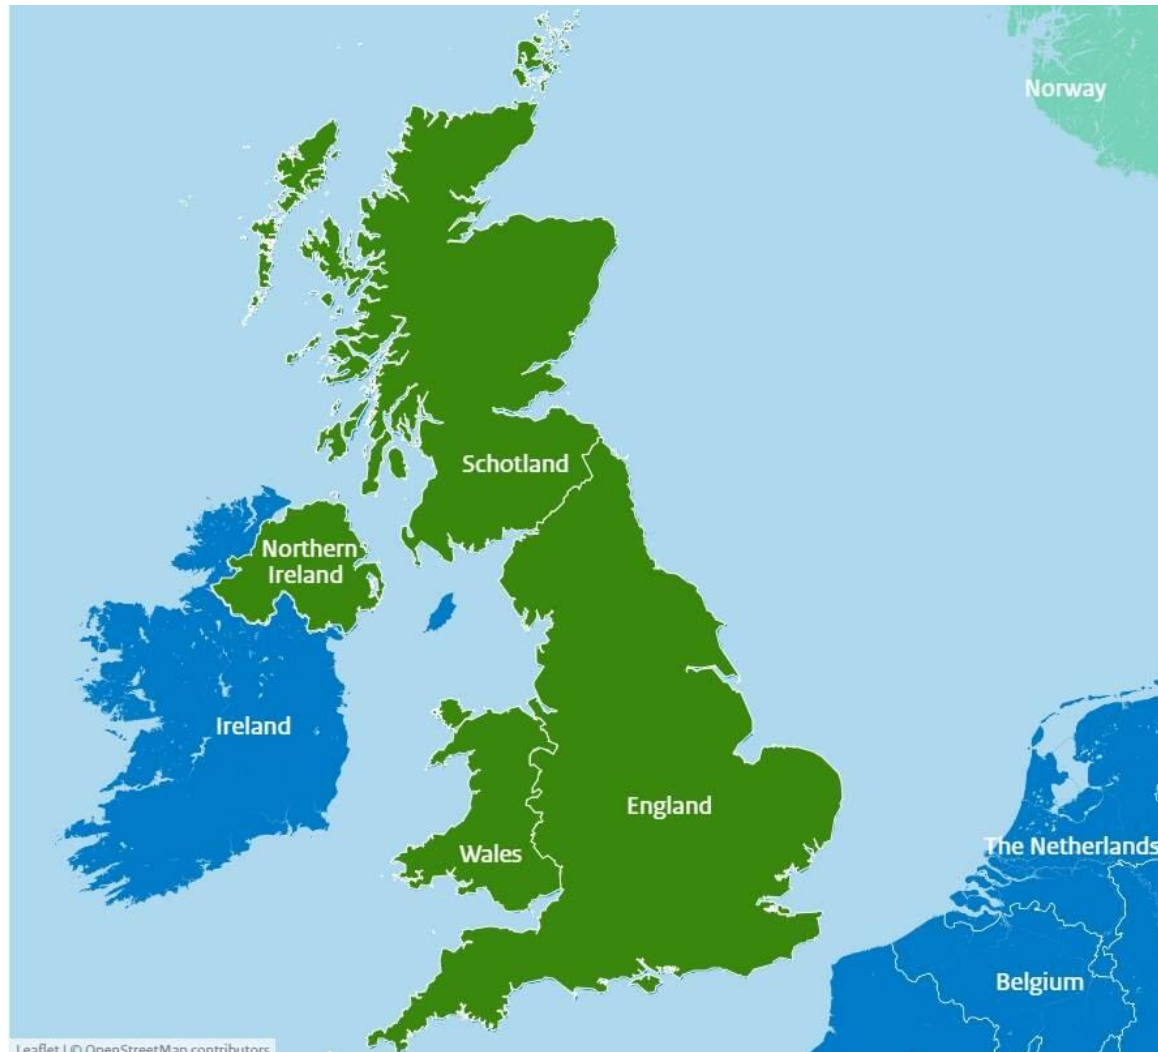 Norway
Schotland
Northern
Ireland
Ireland
England
Wales
The Netherlands
Belgium
Leaflet | © OpenStreetMap contributors